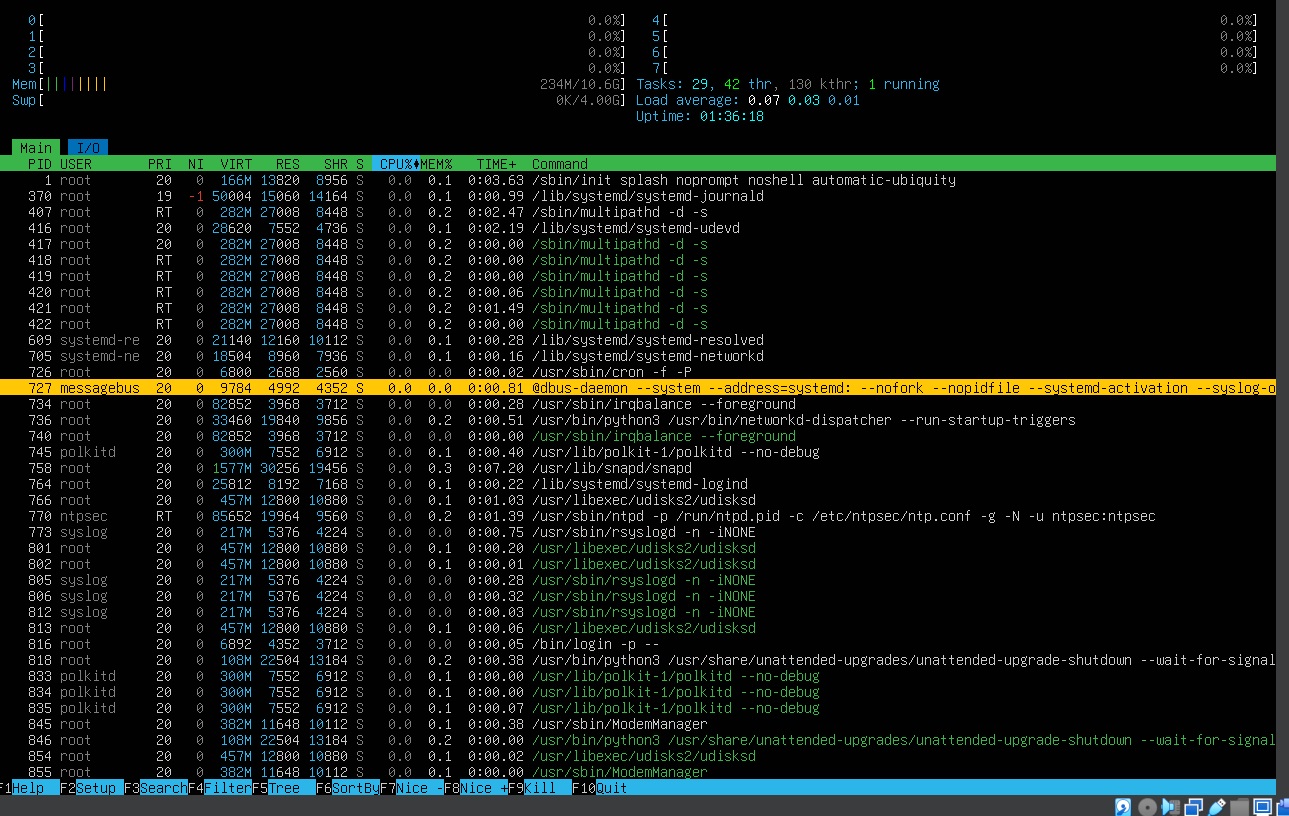 0[ 0.0%] 4[ 0.0%]
1[ 0.0%] 5[ 0.0%]
2[ 0.0%] 6[ 0.0%]
3[ 0.0%] 7[ 0.0%]
Mem[||||||||| 234M/10.6G] Tasks: 29, 42 thr, 130 kthr; 1 running
Swp[ 0K/4.00G] Load average: 0.07 0.03 0.01
Uptime: 01:36:18
Main I/O
PID USER PRI NI VIRT RES SHR S CPU% MEM% TIME+ Command
1 root 20 0 166M 13820 8956 S 0.0 0.1 0:03.63 /sbin/init splash noprompt noshell automatic-ubiquity
370 root 19 -1 50004 15060 14164 S 0.0 0.1 0:00.99 /lib/systemd/systemd-journald
407 root RT 0 282M 27008 8448 S 0.0 0.2 0:02.47 /sbin/multipathd -d -s
416 root 20 0 28620 7552 4736 S 0.0 0.1 0:02.19 /lib/systemd/systemd-udevd
417 root 20 0 282M 27008 8448 S 0.0 0.2 0:00.00 /sbin/multipathd -d -s
418 root RT 0 282M 27008 8448 S 0.0 0.2 0:00.00 /sbin/multipathd -d -s
419 root RT 0 282M 27008 8448 S 0.0 0.2 0:00.00 /sbin/multipathd -d -s
420 root RT 0 282M 27008 8448 S 0.0 0.2 0:00.06 /sbin/multipathd -d -s
421 root RT 0 282M 27008 8448 S 0.0 0.2 0:01.49 /sbin/multipathd -d -s
422 root RT 0 282M 27008 8448 S 0.0 0.2 0:00.00 /sbin/multipathd -d -s
609 systemd-re 20 0 21140 12160 10112 S 0.0 0.1 0:00.28 /lib/systemd/systemd-resolved
705 systemd-ne 20 0 18504 8960 7936 S 0.0 0.1 0:00.16 /lib/systemd/systemd-networkd
726 root 20 0 6800 2688 2560 S 0.0 0.0 0:00.02 /usr/sbin/cron -f -P
727 messagebus 20 0 9784 4992 4352 S 0.0 0.0 0:00.81 @dbus-daemon --system --address=systemd: --nofork --nopidfile --systemd-activation --syslog-o
734 root 20 0 82852 3968 3712 S 0.0 0.0 0:00.28 /usr/sbin/irqbalance --foreground
736 root 20 0 33460 19840 9856 S 0.0 0.2 0:00.51 /usr/bin/python3 /usr/bin/networkd-dispatcher --run-startup-triggers
740 root 20 0 82852 3968 3712 S 0.0 0.0 0:00.00 /usr/sbin/irqbalance --foreground
745 polkitd 20 0 300M 7552 6912 S 0.0 0.1 0:00.40 /usr/lib/polkit-1/polkitd --no-debug
758 root 20 0 1577M 30256 19456 S 0.0 0.3 0:07.20 /usr/lib/snapd/snapd
764 root 20 0 25812 8192 7168 S 0.0 0.1 0:00.22 /lib/systemd/systemd-logind
766 root 20 0 457M 12800 10880 S 0.0 0.1 0:01.03 /usr/libexec/udisks2/udisksd
770 ntpsec RT 0 85652 19964 9560 S 0.0 0.2 0:01.39 /usr/sbin/ntpd -p /run/ntpd.pid -c /etc/ntpsec/ntp.conf -g -N -u ntpsec:ntpsec
773 syslog 20 0 217M 5376 4224 S 0.0 0.0 0:00.75 /usr/sbin/rsyslogd -n -iNONE
801 root 20 0 457M 12800 10880 S 0.0 0.1 0:00.20 /usr/libexec/udisks2/udisksd
802 root 20 0 457M 12800 10880 S 0.0 0.1 0:00.01 /usr/libexec/udisks2/udisksd
805 syslog 20 0 217M 5376 4224 S 0.0 0.0 0:00.28 /usr/sbin/rsyslogd -n -iNONE
806 syslog 20 0 217M 5376 4224 S 0.0 0.0 0:00.32 /usr/sbin/rsyslogd -n -iNONE
812 syslog 20 0 217M 5376 4224 S 0.0 0.0 0:00.03 /usr/sbin/rsyslogd -n -iNONE
813 root 20 0 457M 12800 10880 S 0.0 0.1 0:00.06 /usr/libexec/udisks2/udisksd
816 root 20 0 6892 4352 3712 S 0.0 0.0 0:00.05 /bin/login -p --
818 root 20 0 108M 22504 13184 S 0.0 0.2 0:00.38 /usr/bin/python3 /usr/share/unattended-upgrades/unattended-upgrade-shutdown --wait-for-signal
833 polkitd 20 0 300M 7552 6912 S 0.0 0.1 0:00.00 /usr/lib/polkit-1/polkitd --no-debug
834 polkitd 20 0 300M 7552 6912 S 0.0 0.1 0:00.00 /usr/lib/polkit-1/polkitd --no-debug
835 polkitd 20 0 300M 7552 6912 S 0.0 0.1 0:00.07 /usr/lib/polkit-1/polkitd --no-debug
845 root 20 0 382M 11648 10112 S 0.0 0.1 0:00.38 /usr/sbin/ModemManager
846 root 20 0 108M 22504 13184 S 0.0 0.2 0:00.00 /usr/bin/python3 /usr/share/unattended-upgrades/unattended-upgrade-shutdown --wait-for-signal
854 root 20 0 457M 12800 10880 S 0.0 0.1 0:00.02 /usr/libexec/udisks2/udisksd
855 root 20 0 382M 11648 10112 S 0.0 0.1 0:00.00 /usr/sbin/ModemManager
F1Help F2Setup F3SearchF4FilterF5Tree F6SortByF7Nice -F8Nice +F9Kill F10Quit